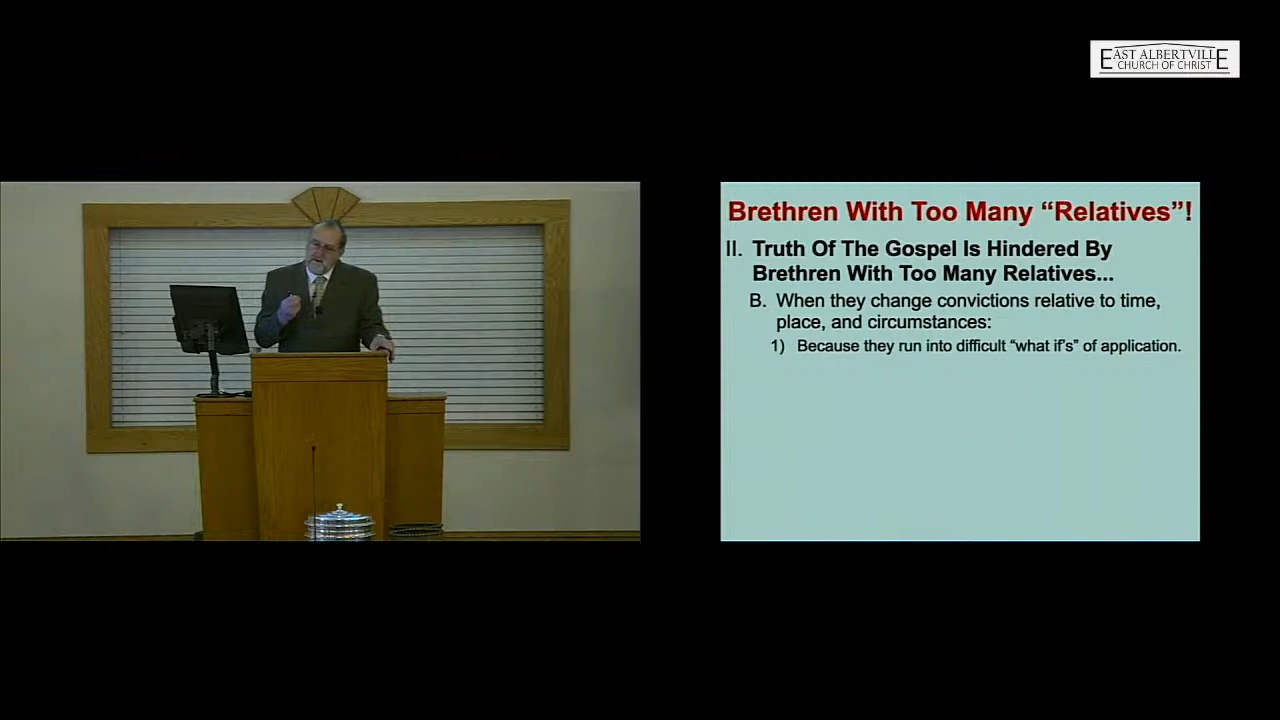 EAST ALBERTVILLE
CHURCH OF CHRIST
Brethren With Too Many “Relatives”!
II. Truth Of The Gospel Is Hindered By
Brethren With Too Many Relatives...
B. When they change convictions relative to time,
place, and circumstances:
1) Because they run into difficult “what if’s” of application.